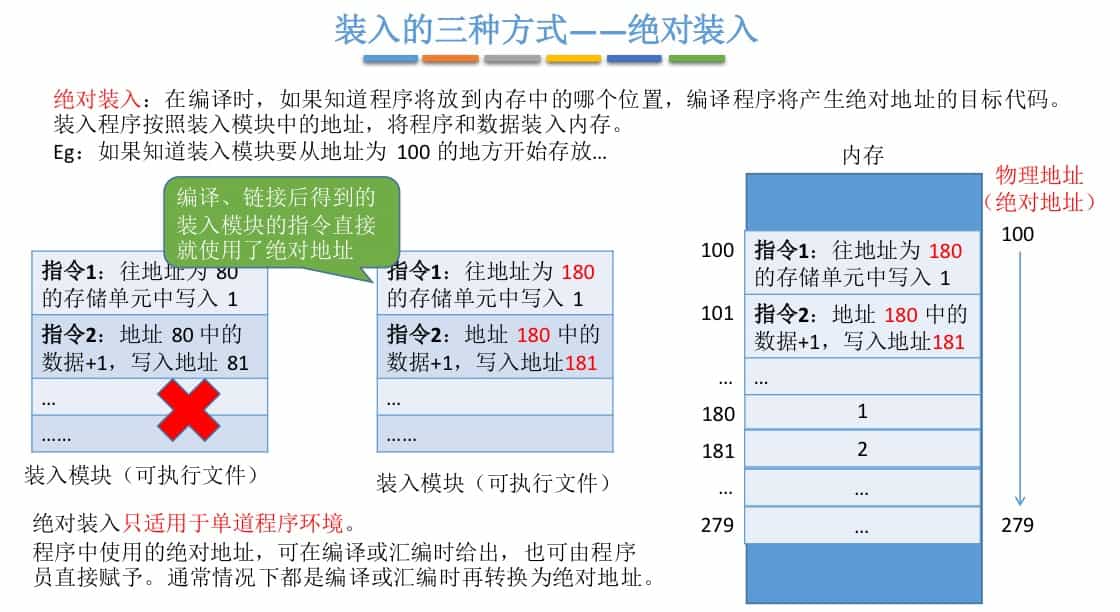 装入的三种方式——绝对装入
绝对装入：在编译时，如果知道程序将放到内存中的哪个位置，编译程序将产生绝对地址的目标代码。
装入程序按照装入模块中的地址，将程序和数据装入内存。
Eg：如果知道装入模块要从地址为 100 的地方开始存放…
编译、链接后得到的
装入模块的指令直接
就使用了绝对地址
指令1：往地址为 80
的存储单元中写入 1
指令2：地址 80 中的
数据+1，写入地址 81
…
……
装入模块（可执行文件）
指令1：往地址为 180
的存储单元中写入 1
指令2：地址 180 中的
数据+1，写入地址181
…
……
装入模块（可执行文件）
内存
物理地址
（绝对地址）
100
指令1：往地址为 180
的存储单元中写入 1
100
101
指令2：地址 180 中的
数据+1，写入地址181
…
…
180
1
181
2
…
…
279
…
279
绝对装入只适用于单道程序环境。
程序中使用的绝对地址，可在编译或汇编时给出，也可由程序
员直接赋予。通常情况下都是编译或汇编时再转换为绝对地址。